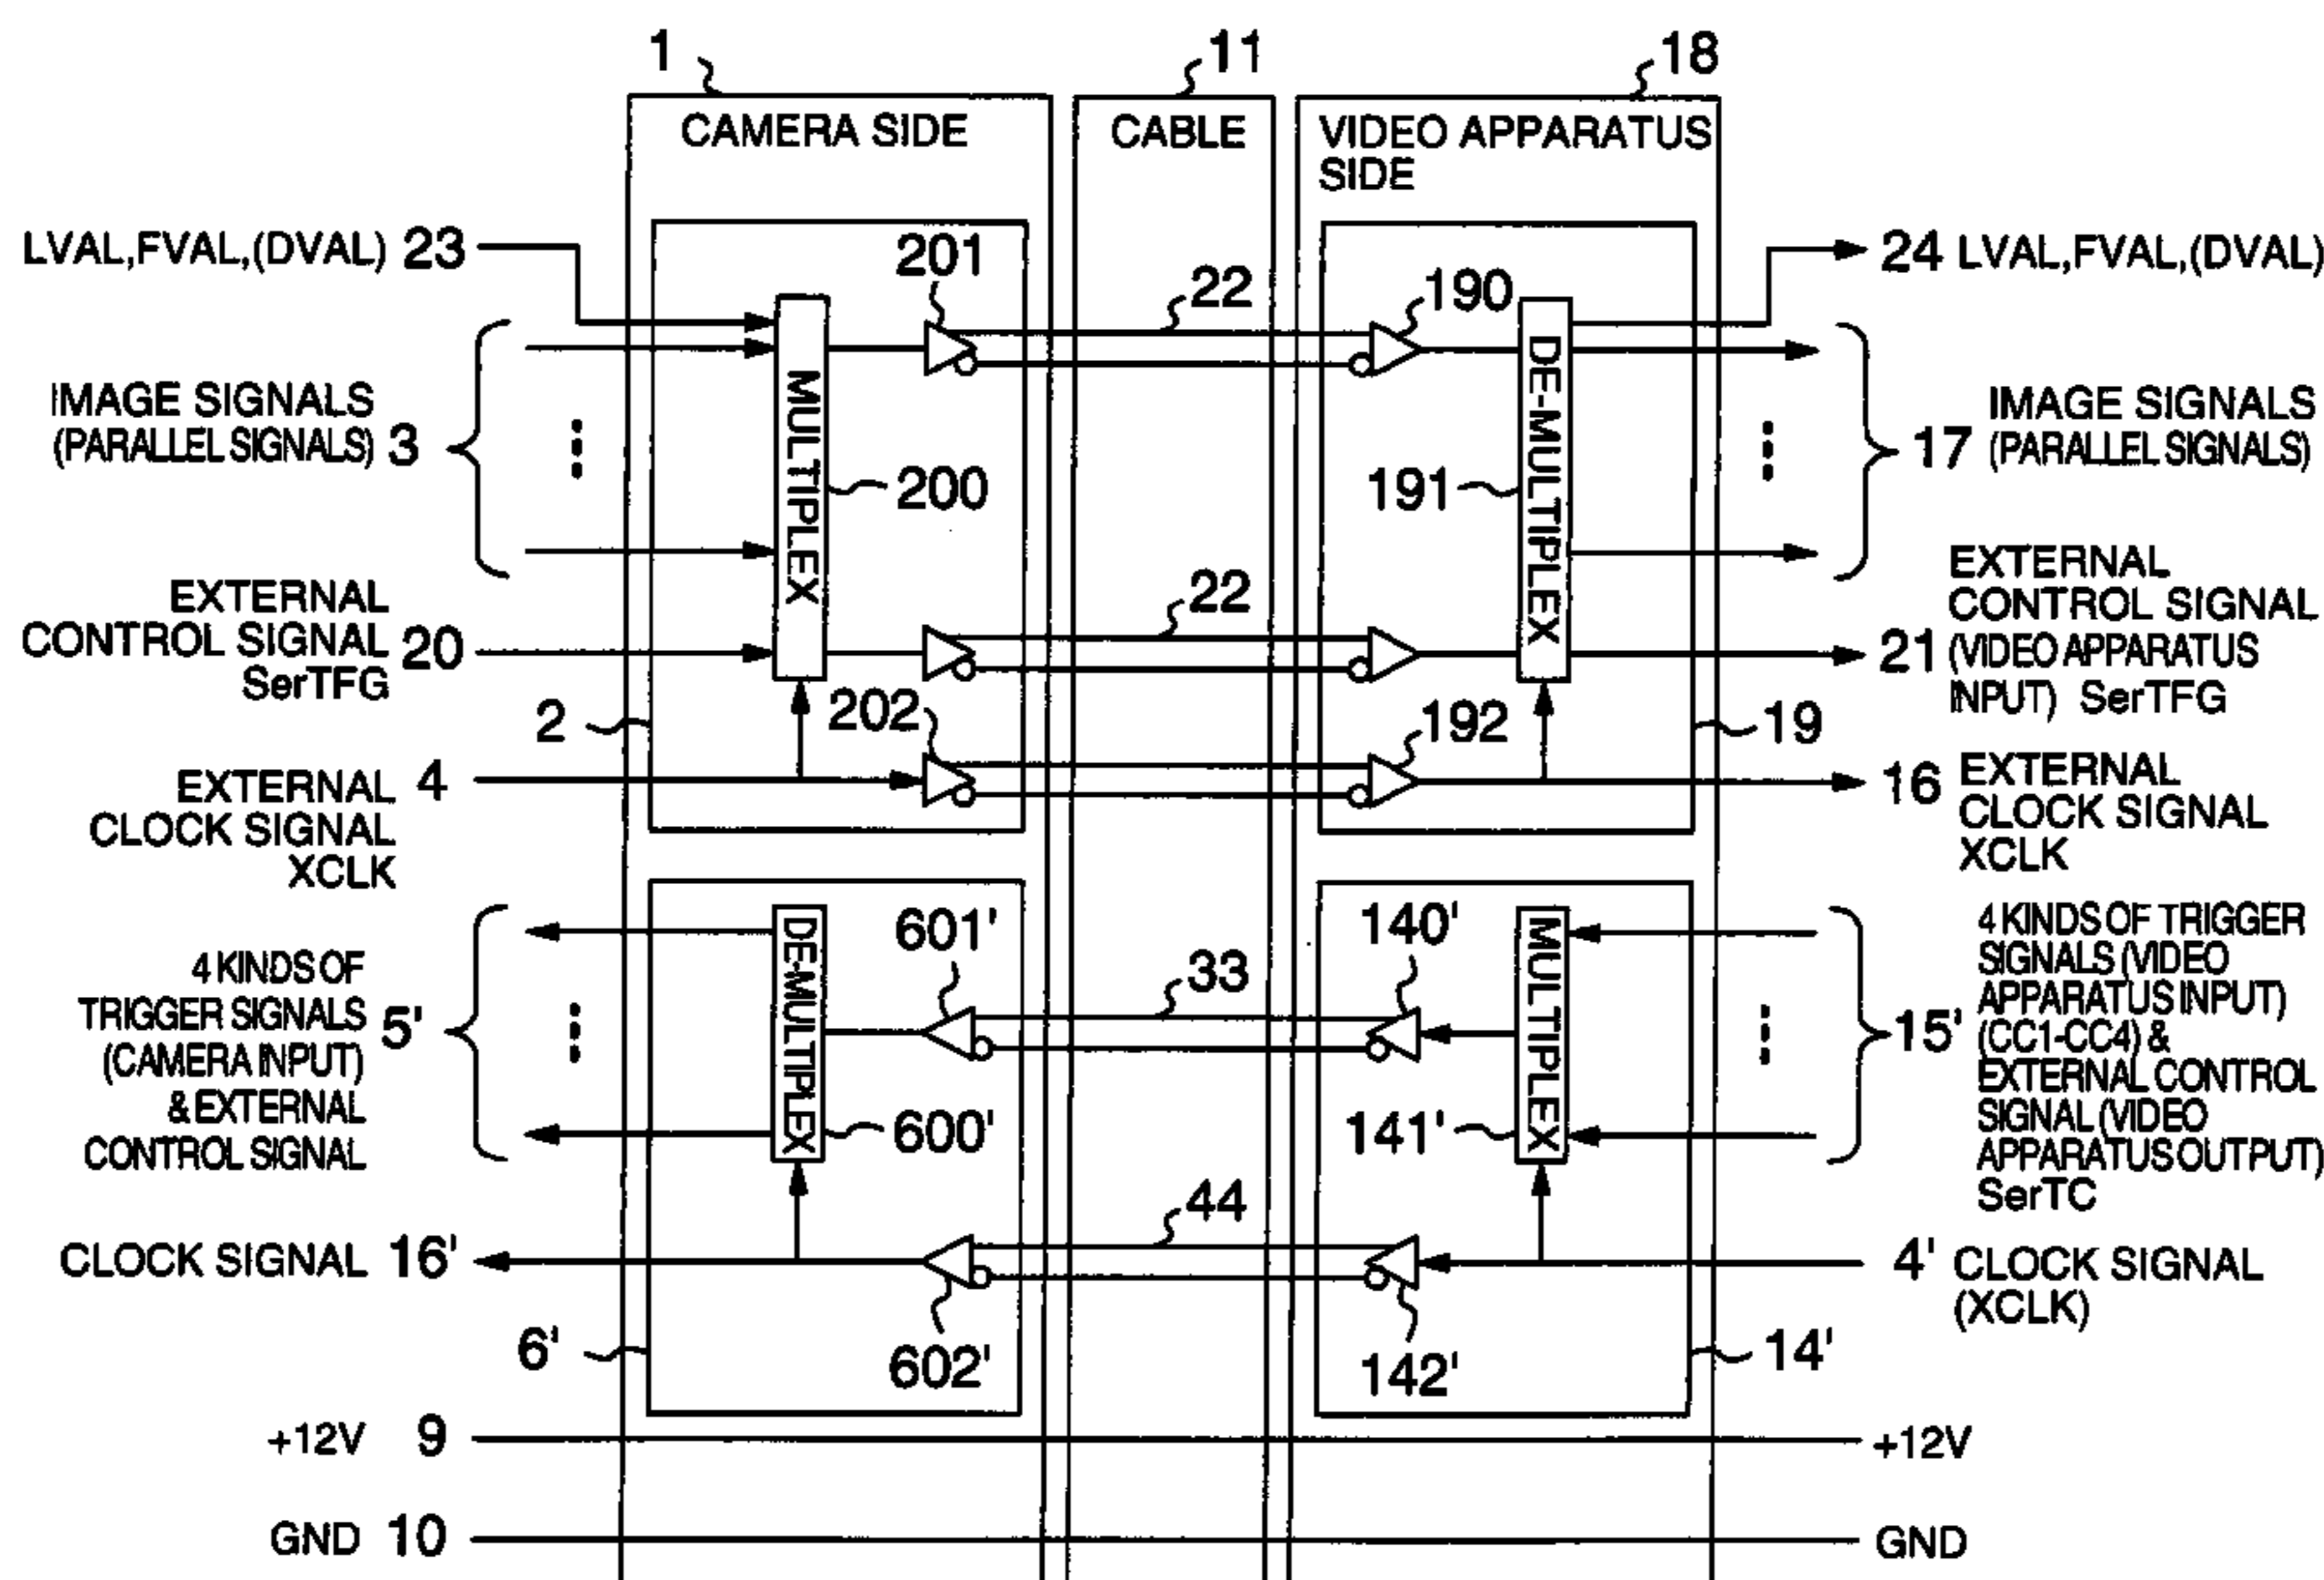 1
11
18
CAMERA SIDE
CABLE
VIDEO APPARATUS
SIDE
LVAL,FVAL,(DVAL) 23
201
22
190
24 LVAL,FVAL,(DVAL)
IMAGE SIGNALS
(PARALLEL SIGNALS) 3
MULTIPLEX
200
191
DE-MULTIPLEX
17
IMAGE SIGNALS
(PARALLEL SIGNALS)
EXTERNAL
CONTROL SIGNAL 20
SerTFG
22
EXTERNAL
CONTROL SIGNAL
21 (VIDEO APPARATUS
INPUT) SerTFG
2
202
192
19
EXTERNAL 4
CLOCK SIGNAL
XCLK
16 EXTERNAL
CLOCK SIGNAL
XCLK
4 KINDS OF
TRIGGER SIGNALS
(CAMERA INPUT)
& EXTERNAL
CONTROL SIGNAL
5'
DE-MULTIPLEX
601'
600'
33
140'
141'
MULTIPLEX
15'
4 KINDS OF TRIGGER
SIGNALS (VIDEO
APPARATUS INPUT)
(CC1-CC4) &
EXTERNAL CONTROL
SIGNAL (VIDEO
APPARATUS OUTPUT)
SerTC
CLOCK SIGNAL 16'
44
4' CLOCK SIGNAL
(XCLK)
6'
602'
142'
14'
+12V 9
+12V
GND 10
GND